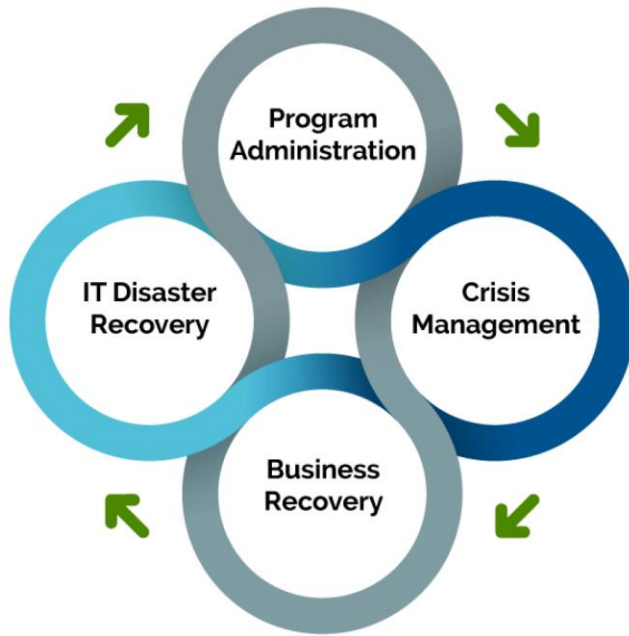 Program
Administration
IT Disaster
Recovery
Crisis
Management
Business
Recovery